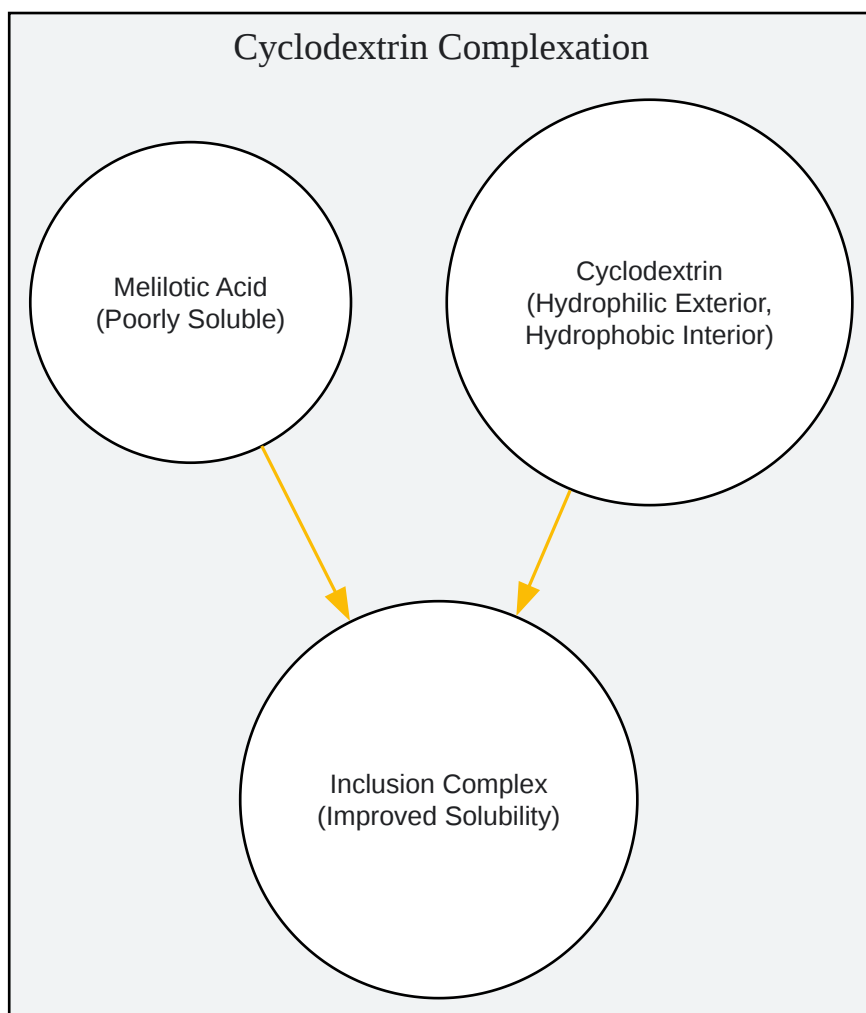 Cyclodextrin Complexation
Melilotic Acid
(Poorly Soluble)
Cyclodextrin
(Hydrophilic Exterior,
Hydrophobic Interior)
Inclusion Complex
(Improved Solubility)